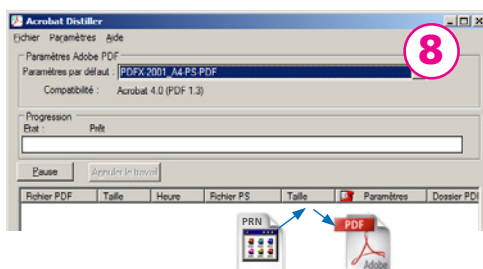 Acrobat Distiller
Fichier Paramètres Aide
8
Paramètres Adobe PDF
Paramètres par défaut : PDFX-2001_A4-PS-PDF
Compatibilité : Acrobat 4.0 (PDF 1.3)
Progression
Etat : Prêt
Pause Annuler le travail
Fichier PDF Taille Heure Fichier PS Taille Paramètres Dossier PDF
PRN
PDF
Adobe